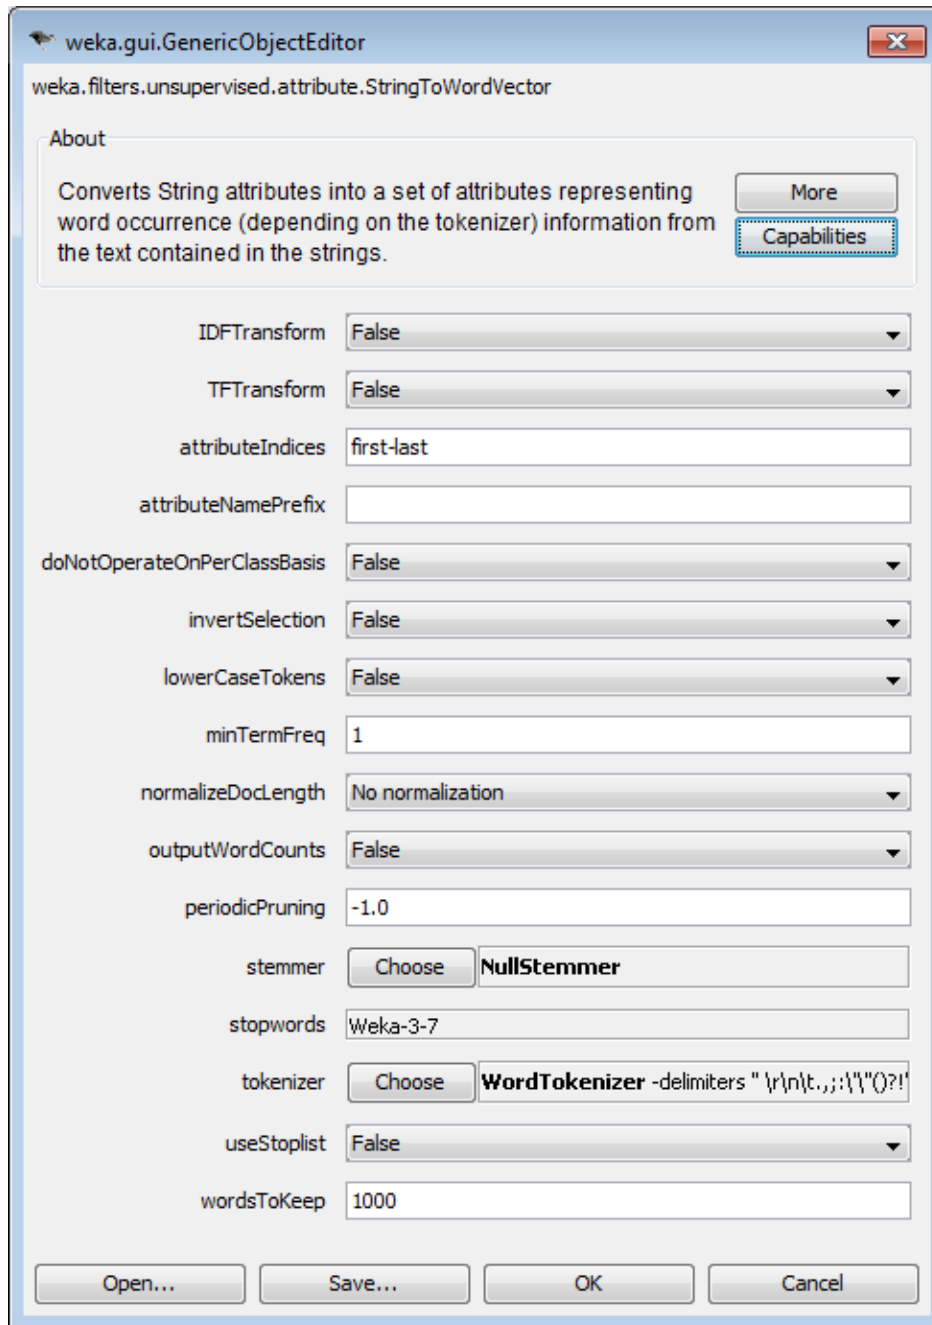 weka.gui.GenericObjectEditor
weka.filters.unsupervised.attribute.StringToWordVector
About
Converts String attributes into a set of attributes representing
word occurrence (depending on the tokenizer) information from
the text contained in the strings.
More
Capabilities
IDFTransform False
TFTransform False
attributeIndices first-last
attributeNamePrefix
doNotOperateOnPerClassBasis False
invertSelection False
lowerCaseTokens False
minTermFreq 1
normalizeDocLength No normalization
outputWordCounts False
periodicPruning -1.0
stemmer Choose NullStemmer
stopwords Weka-3-7
tokenizer Choose WordTokenizer -delimiters " \r\n\t.,;:\'\"()?!"
useStoplist False
wordsToKeep 1000
Open... Save... OK Cancel